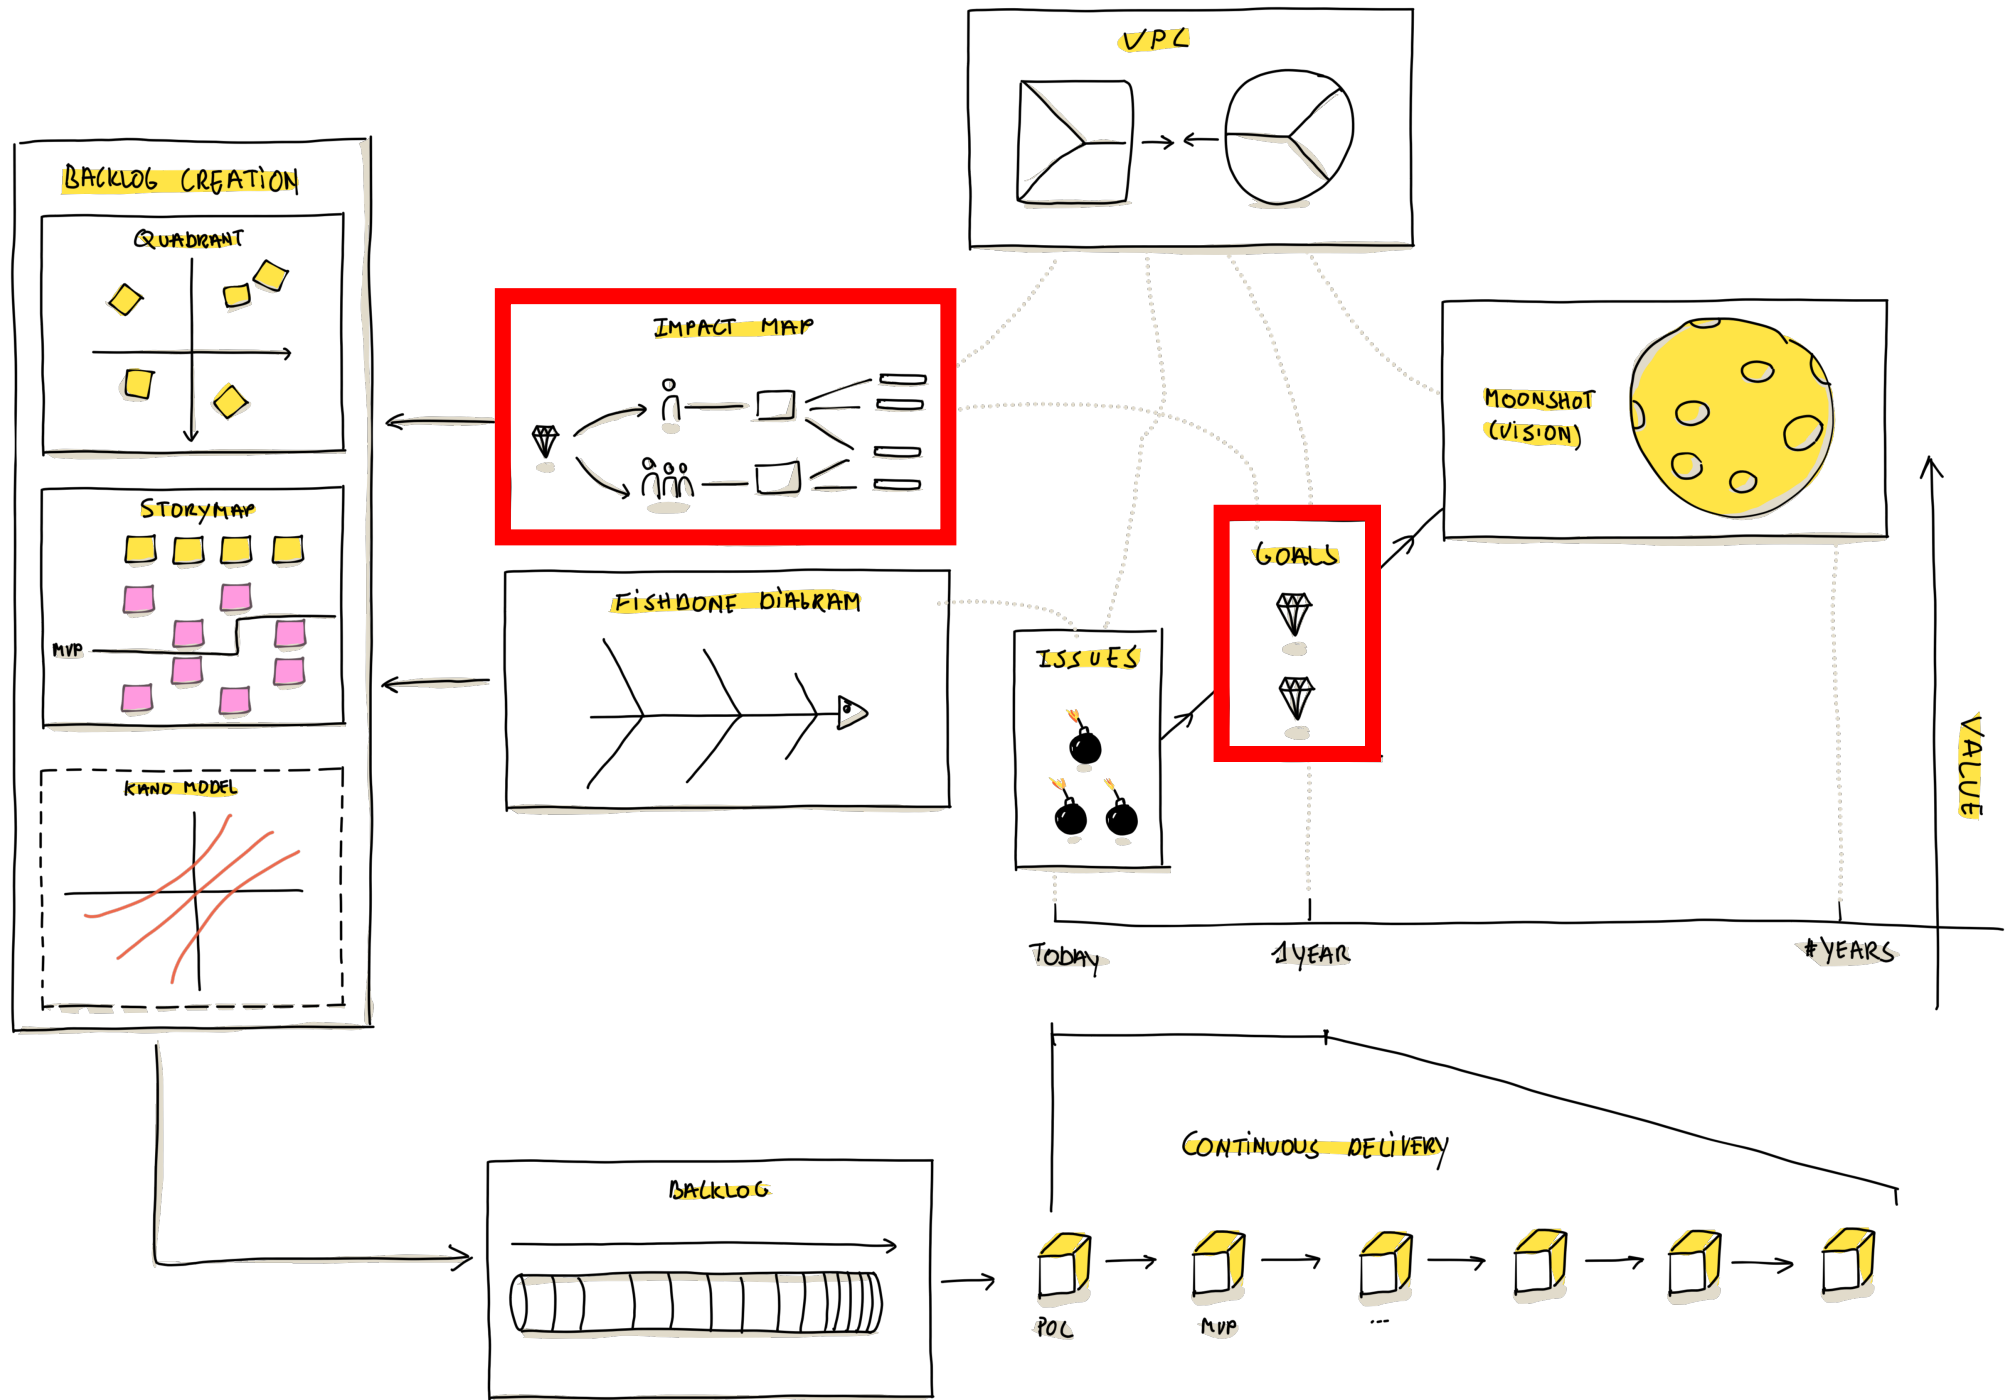 VPC
BACKLOG CREATION
QUADRANT
IMPACT MAP
MOONSHOT
(VISION)
STORYMAP
MVP
GOALS
FISHBONE DIAGRAM
ISSUES
KANO MODEL
VALUE
TODAY
1 YEAR
# YEARS
CONTINUOUS DELIVERY
BACKLOG
POC
MVP
...